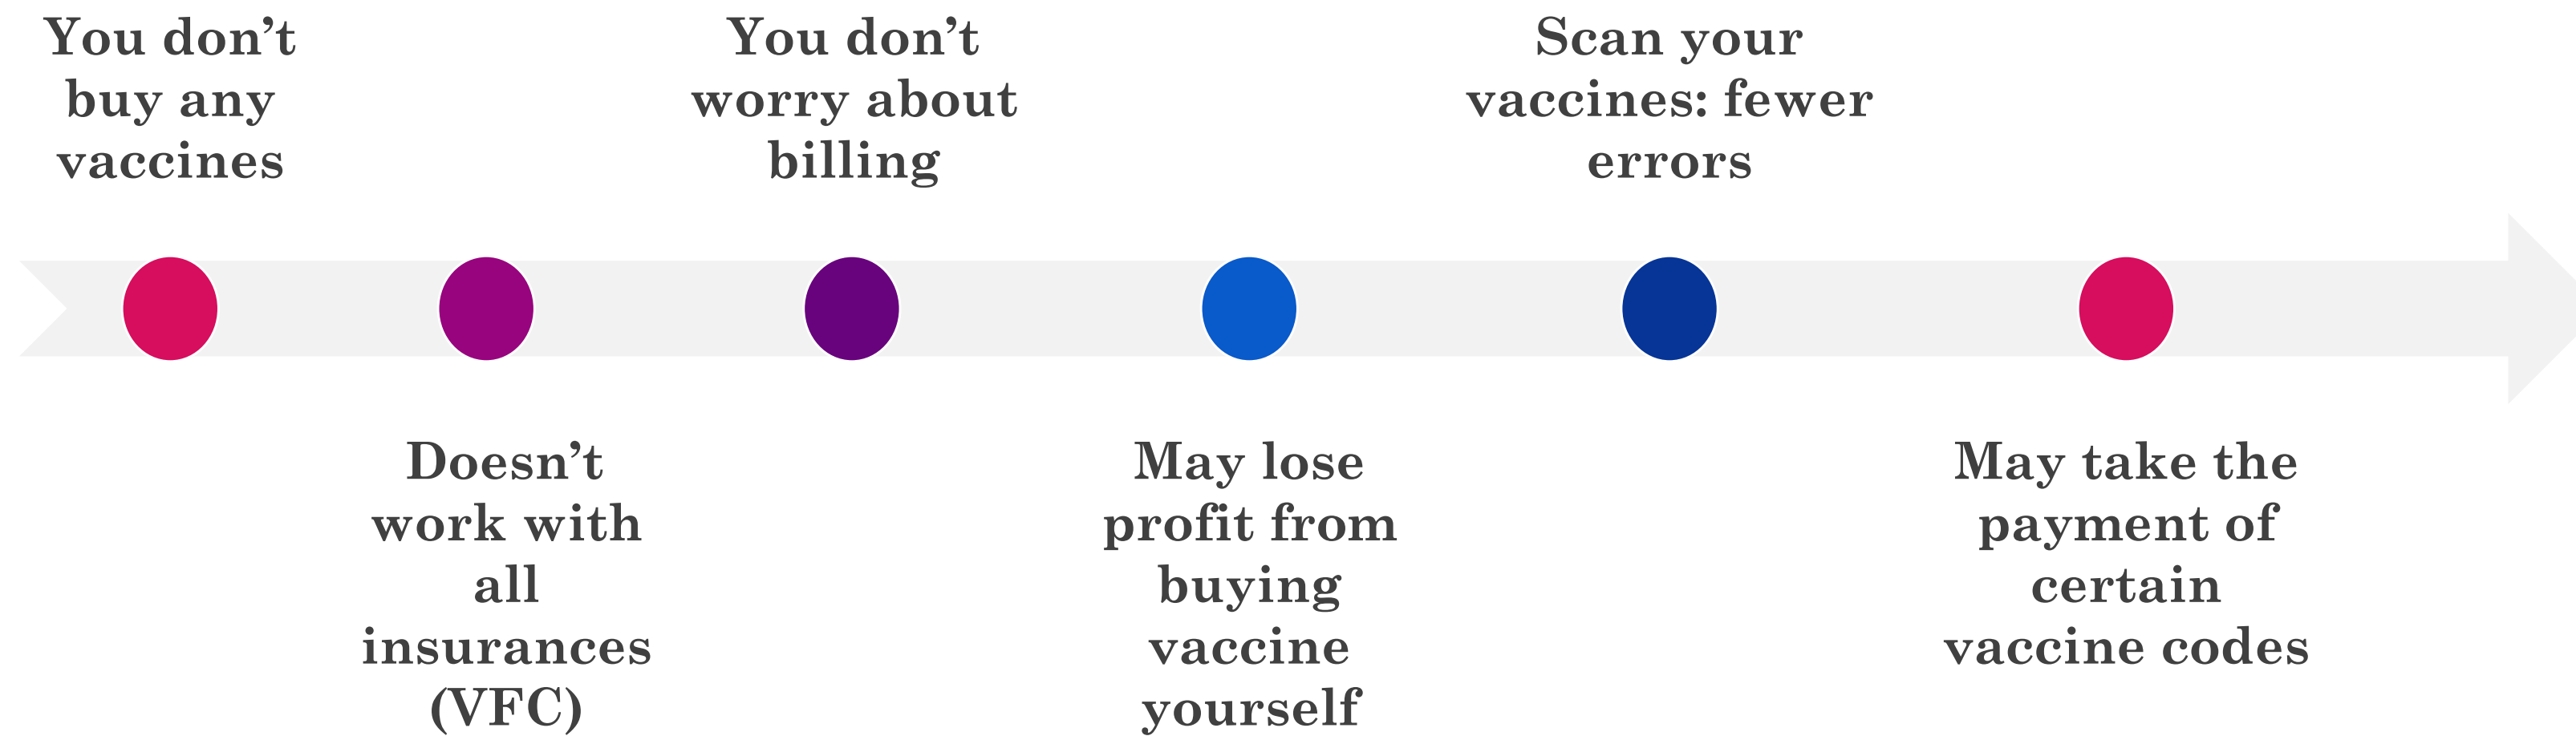 You don’t
buy any
vaccines
Doesn’t
work with
all
insurances
(VFC)
You don’t
worry about
billing
May lose
profit from
buying
vaccine
yourself
Scan your
vaccines: fewer
errors
May take the
payment of
certain
vaccine codes